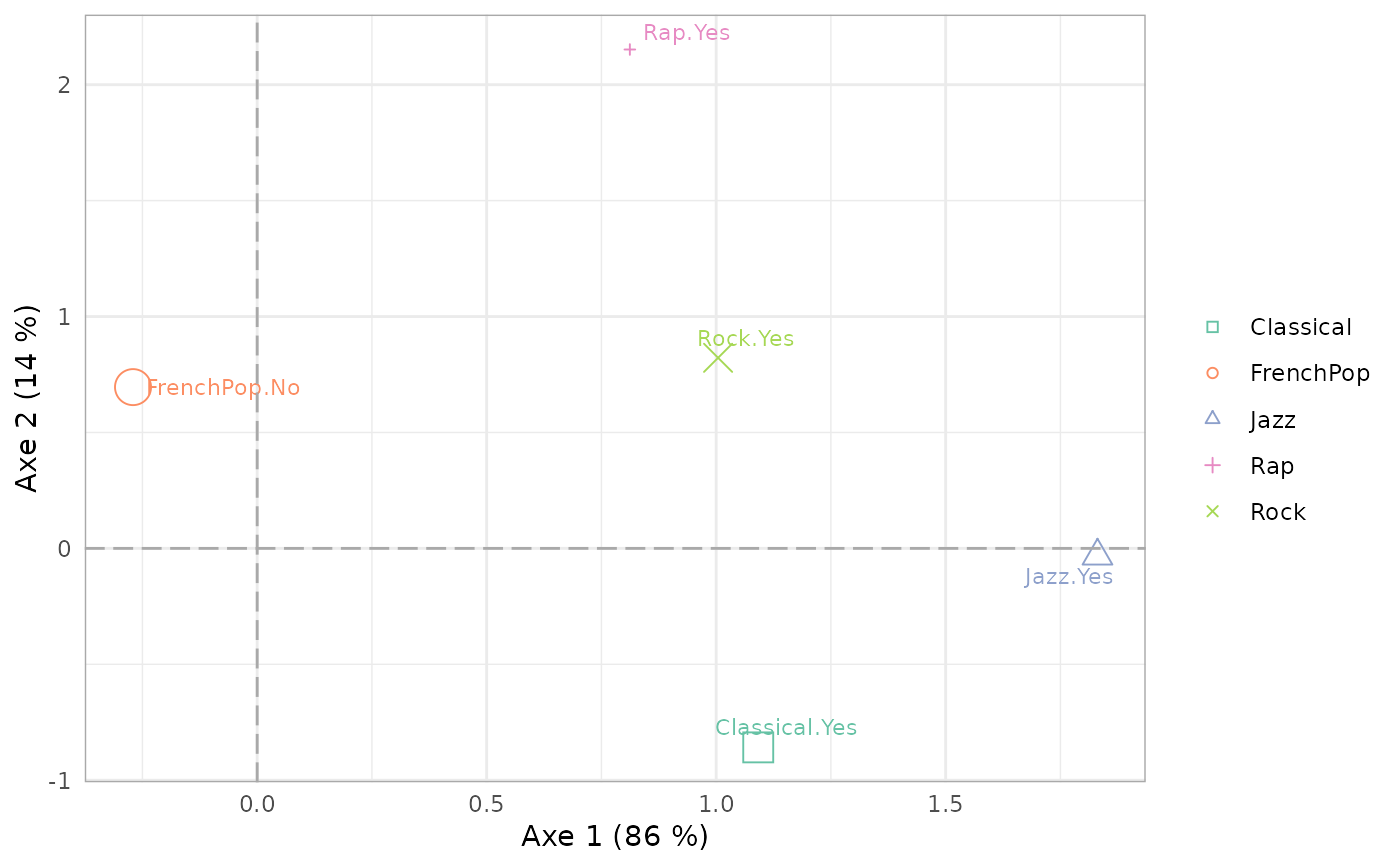 Rap.Yes
2
1
Rock.Yes
FrenchPop.No
0
Jazz.Yes
Classical.Yes
-1
0.0 0.5 1.0 1.5
Axe 1 (86 %)
Axe 2 (14 %)
Classical
FrenchPop
Jazz
Rap
Rock